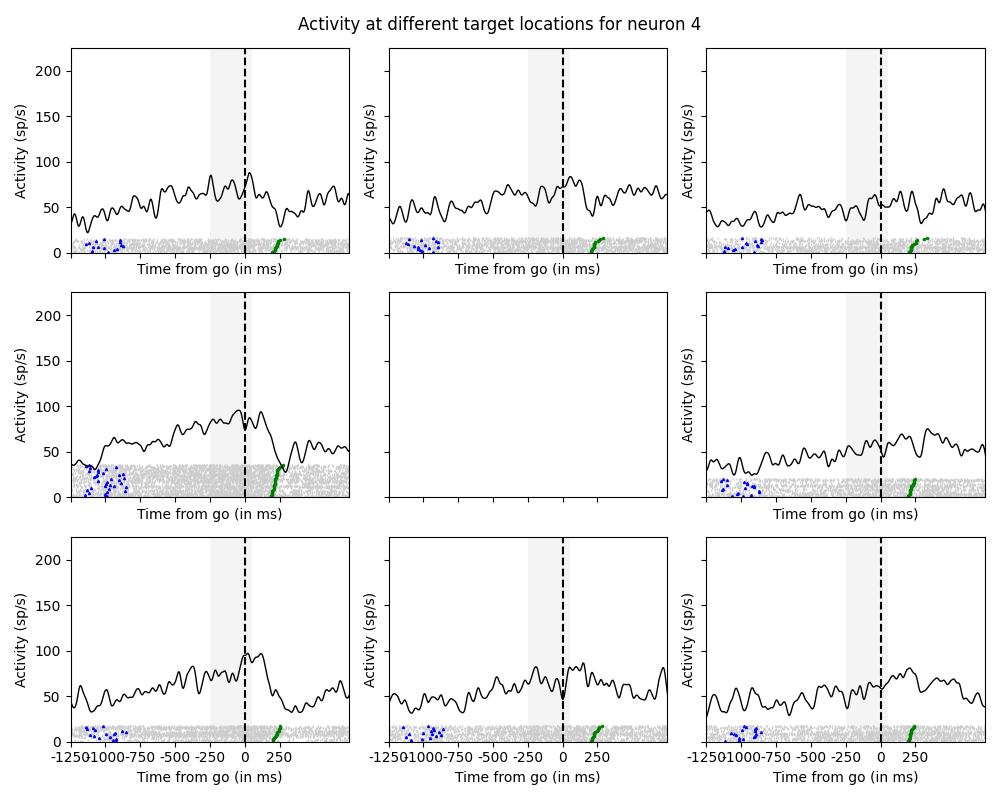 Activity at different target locations for neuron 4
200
150
100
50
0
Activity (sp/s)
Time from go (in ms)
Activity (sp/s)
Time from go (in ms)
Activity (sp/s)
Time from go (in ms)
200
150
100
50
0
Activity (sp/s)
Time from go (in ms)
Activity (sp/s)
Time from go (in ms)
200
150
100
50
0
Activity (sp/s)
-1250 -1000 -750 -500 -250 0 250
Time from go (in ms)
Activity (sp/s)
-1250 -1000 -750 -500 -250 0 250
Time from go (in ms)
Activity (sp/s)
-1250 -1000 -750 -500 -250 0 250
Time from go (in ms)